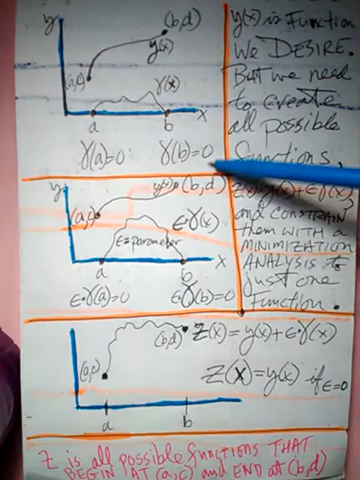 y
(b,d)
y(x)
(a,c)
γ(x)
a
b
x
γ(a)=0 γ(b)=0
y(x) is Function
We DESIRE.
But we need
to create
all possible
functions,
Z(x)=y(x)+εγ(x),
and constrain
them with a
MINIMIZATION
ANALYSIS to
just one
function.
y
y(x) (b,d)
(a,c)
ε·γ(x)
ε=parameter
a
b
x
ε·γ(a)=0 εγ(b)=0
(b,d)
(a,c)
Z(x)=y(x)+ε·γ(x)
Z(x)=y(x) if ε=0
a
b
Z is all possible functions THAT
BEGIN AT (a,c) and END at (b,d)